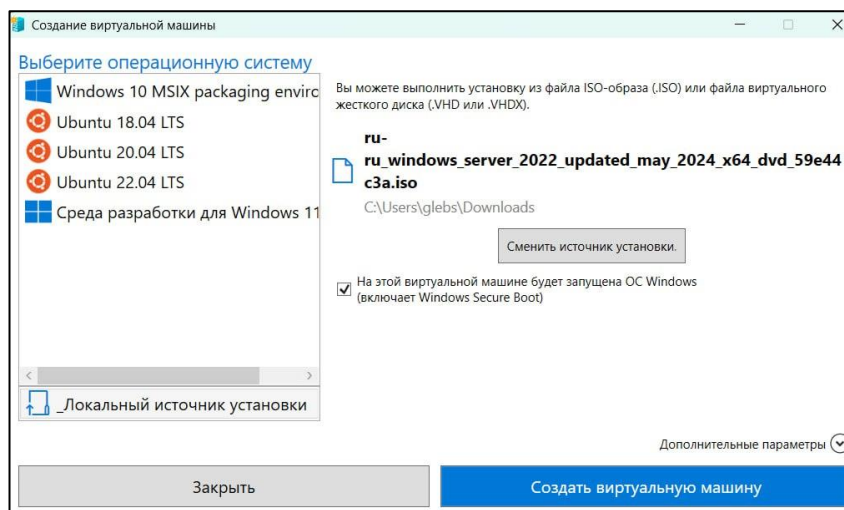 Создание виртуальной машины
Выберите операционную систему
Windows 10 MSIX packaging enviro
Ubuntu 18.04 LTS
Ubuntu 20.04 LTS
Ubuntu 22.04 LTS
Среда разработки для Windows 11
_Локальный источник установки
Вы можете выполнить установку из файла ISO-образа (.ISO) или файла виртуального
жесткого диска (.VHD или .VHDX).
ru-
ru_windows_server_2022_updated_may_2024_x64_dvd_59e44
c3a.iso
C:\Users\glebs\Downloads
Сменить источник установки.
На этой виртуальной машине будет запущена ОС Windows
(включает Windows Secure Boot)
Дополнительные параметры
Закрыть
Создать виртуальную машину